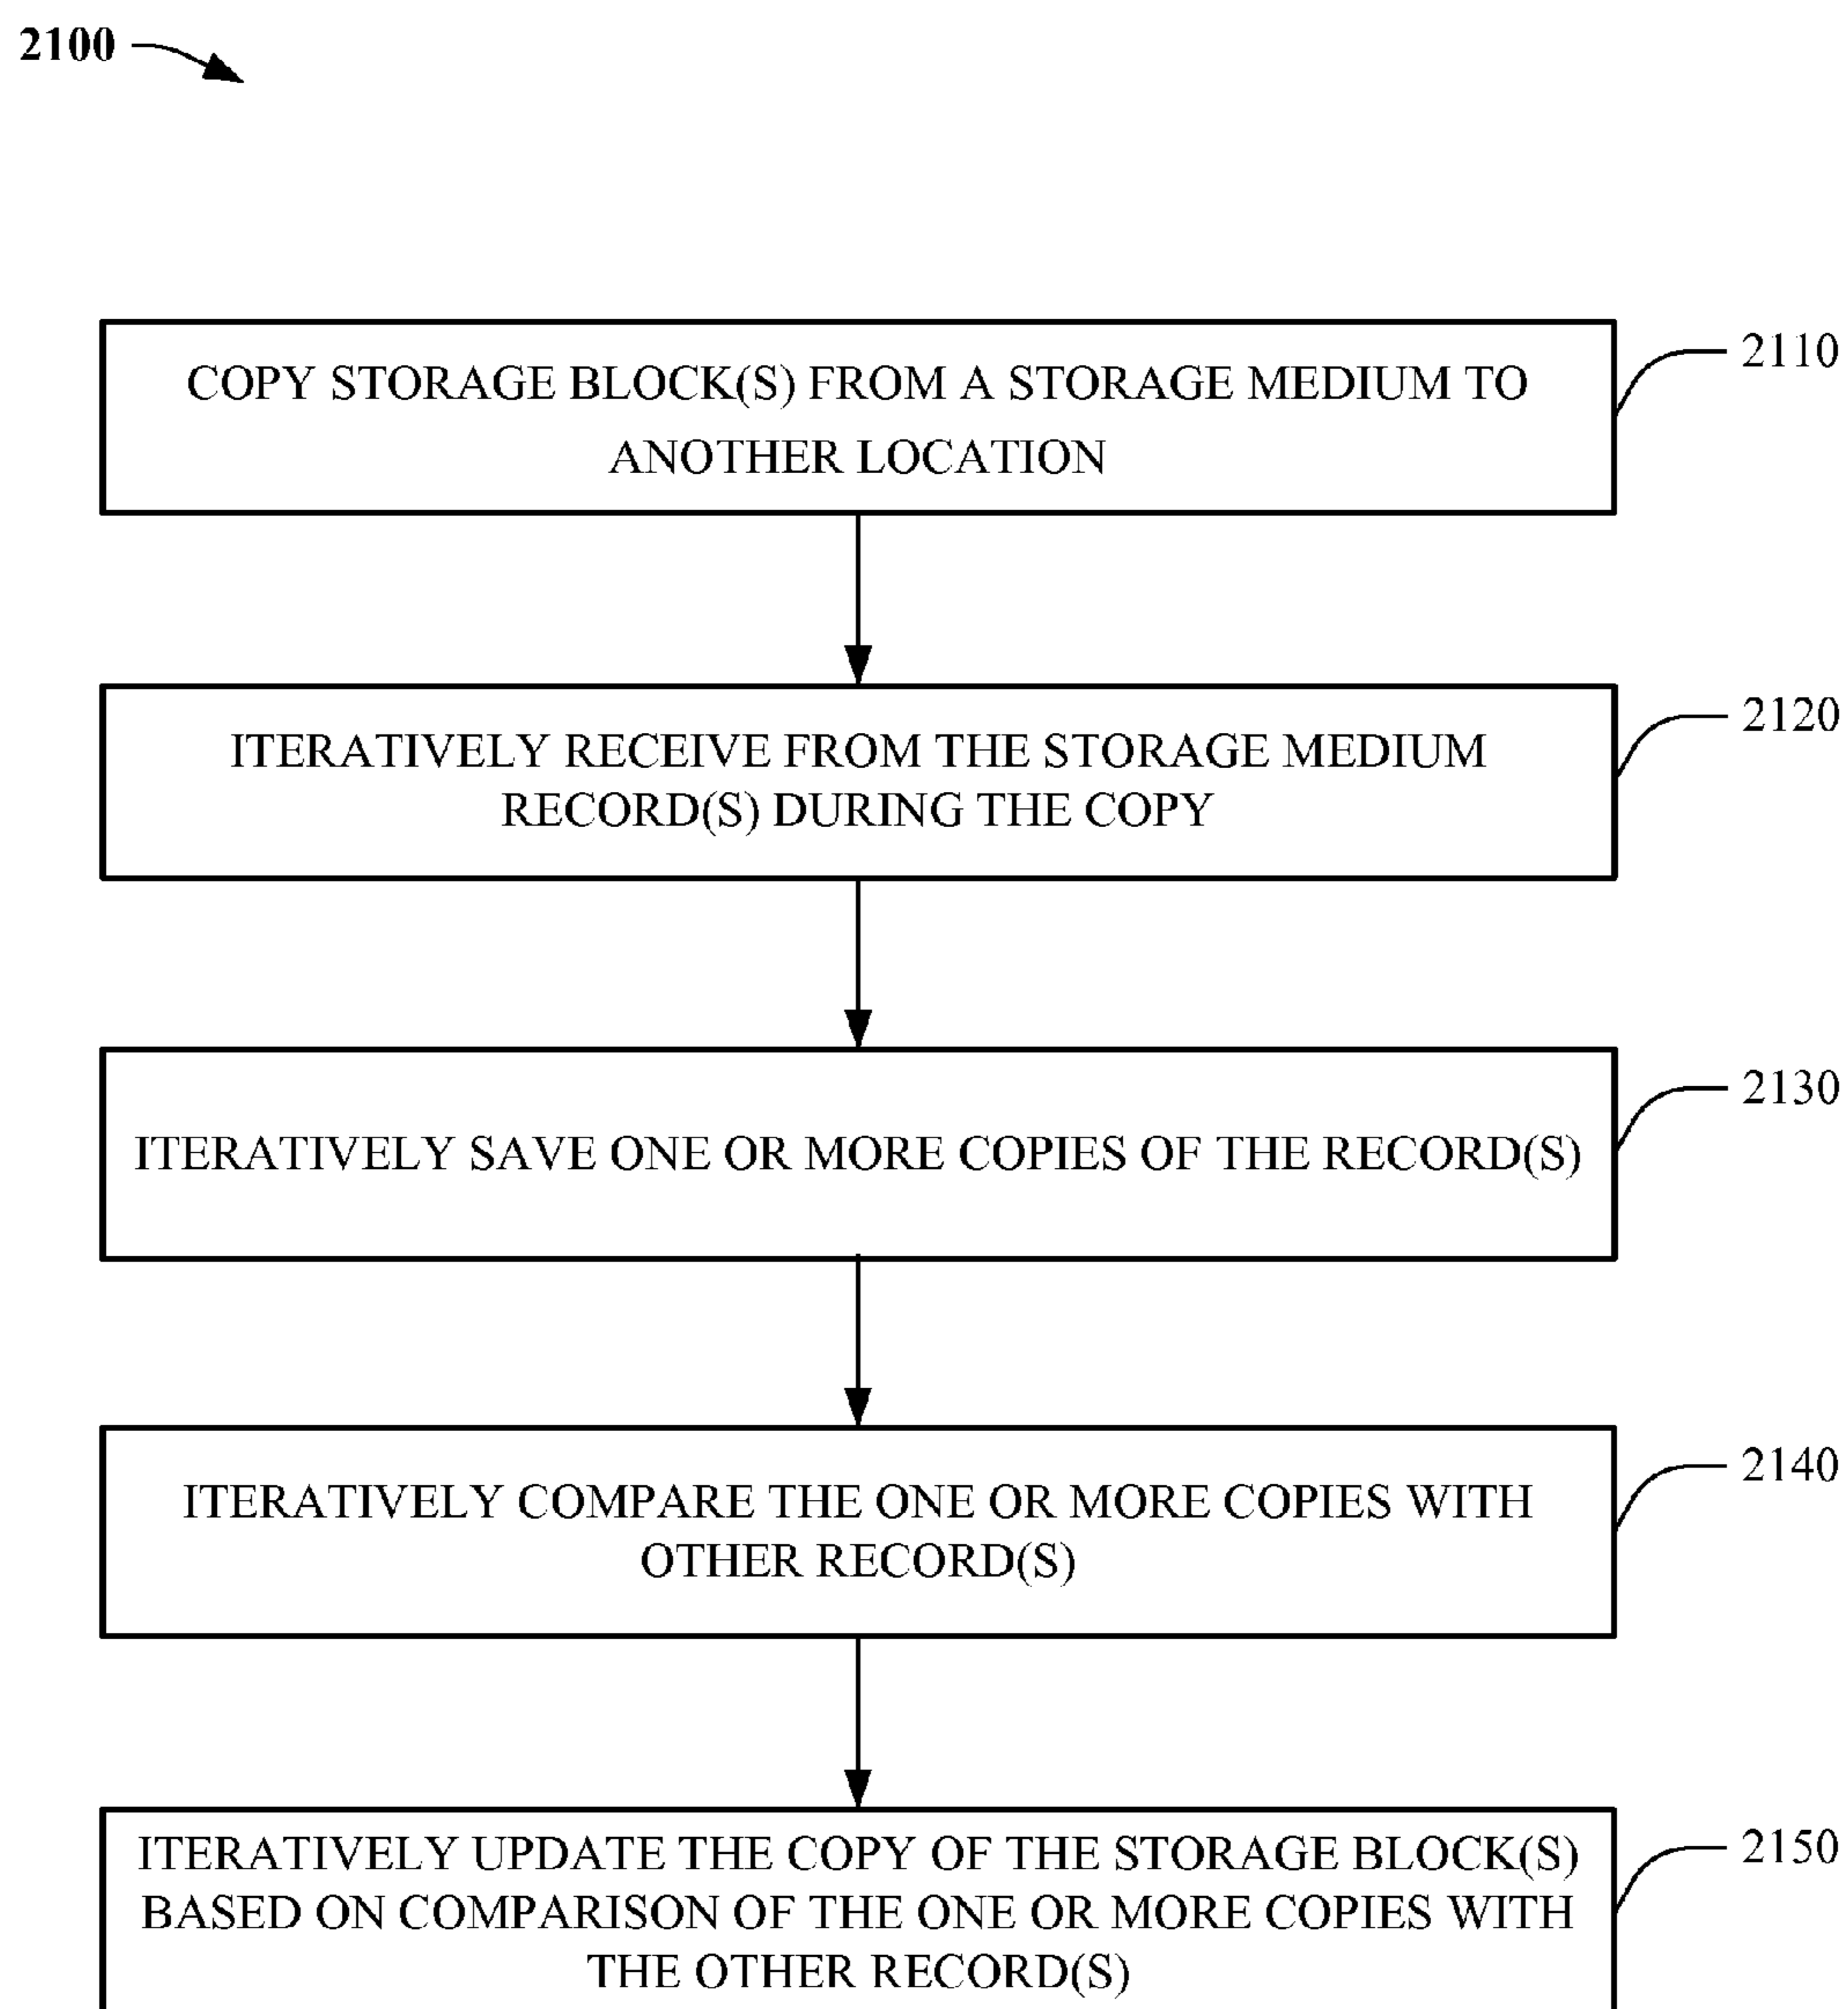 2100
COPY STORAGE BLOCK(S) FROM A STORAGE MEDIUM TO
ANOTHER LOCATION
2110
ITERATIVELY RECEIVE FROM THE STORAGE MEDIUM
RECORD(S) DURING THE COPY
2120
ITERATIVELY SAVE ONE OR MORE COPIES OF THE RECORD(S)
2130
ITERATIVELY COMPARE THE ONE OR MORE COPIES WITH
OTHER RECORD(S)
2140
ITERATIVELY UPDATE THE COPY OF THE STORAGE BLOCK(S)
BASED ON COMPARISON OF THE ONE OR MORE COPIES WITH
THE OTHER RECORD(S)
2150